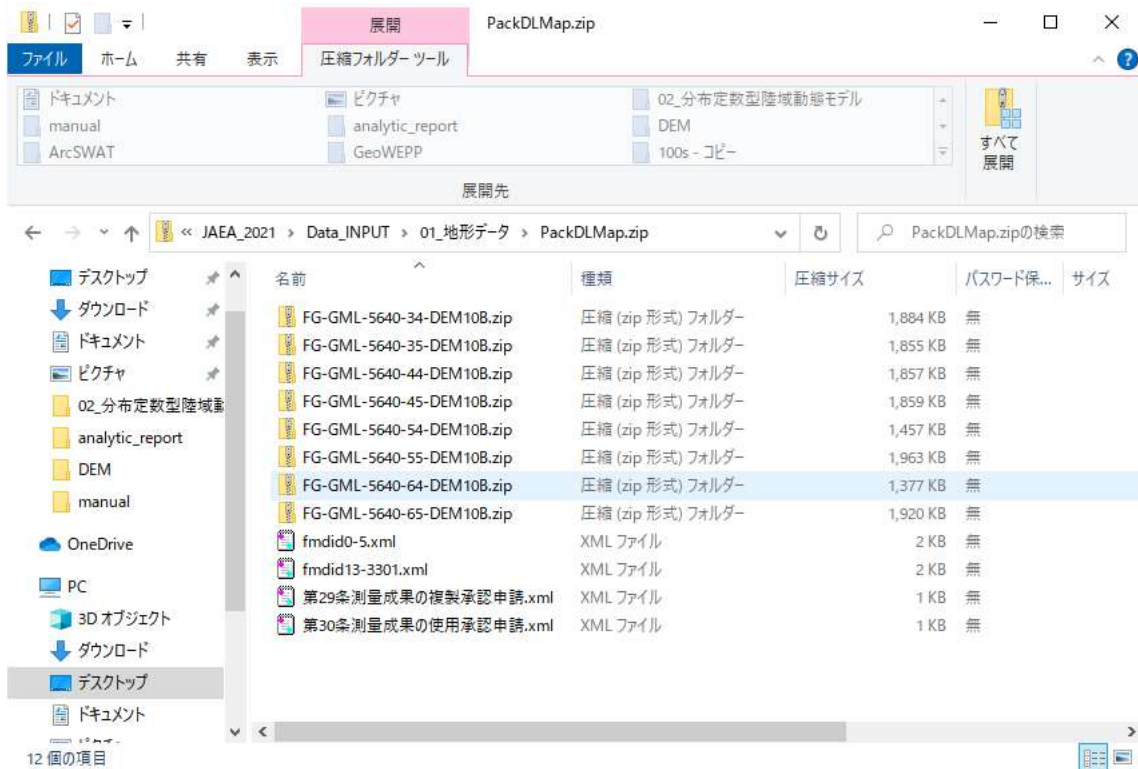 展開 PackDLMap.zip
ファイル ホーム 共有 表示 圧縮フォルダー ツール
ドキュメント ピクチャ 02_分布定数型陸域動態モデル
manual analytic_report DEM
ArcSWAT GeoWEPP 100s - コピー
すべて
展開
展開先
« JAEA_2021 › Data_INPUT › 01_地形データ › PackDLMap.zip PackDLMap.zipの検索
デスクトップ
ダウンロード
ドキュメント
ピクチャ
02_分布定数型陸域動
analytic_report
DEM
manual
OneDrive
PC
3D オブジェクト
ダウンロード
デスクトップ
ドキュメント
名前 種類 圧縮サイズ パスワード保... サイズ
FG-GML-5640-34-DEM10B.zip 圧縮 (zip 形式) フォルダー 1,884 KB 無
FG-GML-5640-35-DEM10B.zip 圧縮 (zip 形式) フォルダー 1,855 KB 無
FG-GML-5640-44-DEM10B.zip 圧縮 (zip 形式) フォルダー 1,857 KB 無
FG-GML-5640-45-DEM10B.zip 圧縮 (zip 形式) フォルダー 1,859 KB 無
FG-GML-5640-54-DEM10B.zip 圧縮 (zip 形式) フォルダー 1,457 KB 無
FG-GML-5640-55-DEM10B.zip 圧縮 (zip 形式) フォルダー 1,963 KB 無
FG-GML-5640-64-DEM10B.zip 圧縮 (zip 形式) フォルダー 1,377 KB 無
FG-GML-5640-65-DEM10B.zip 圧縮 (zip 形式) フォルダー 1,920 KB 無
fmdid0-5.xml XML ファイル 2 KB 無
fmdid13-3301.xml XML ファイル 2 KB 無
第29条測量成果の複製承認申請.xml XML ファイル 1 KB 無
第30条測量成果の使用承認申請.xml XML ファイル 1 KB 無
12 個の項目